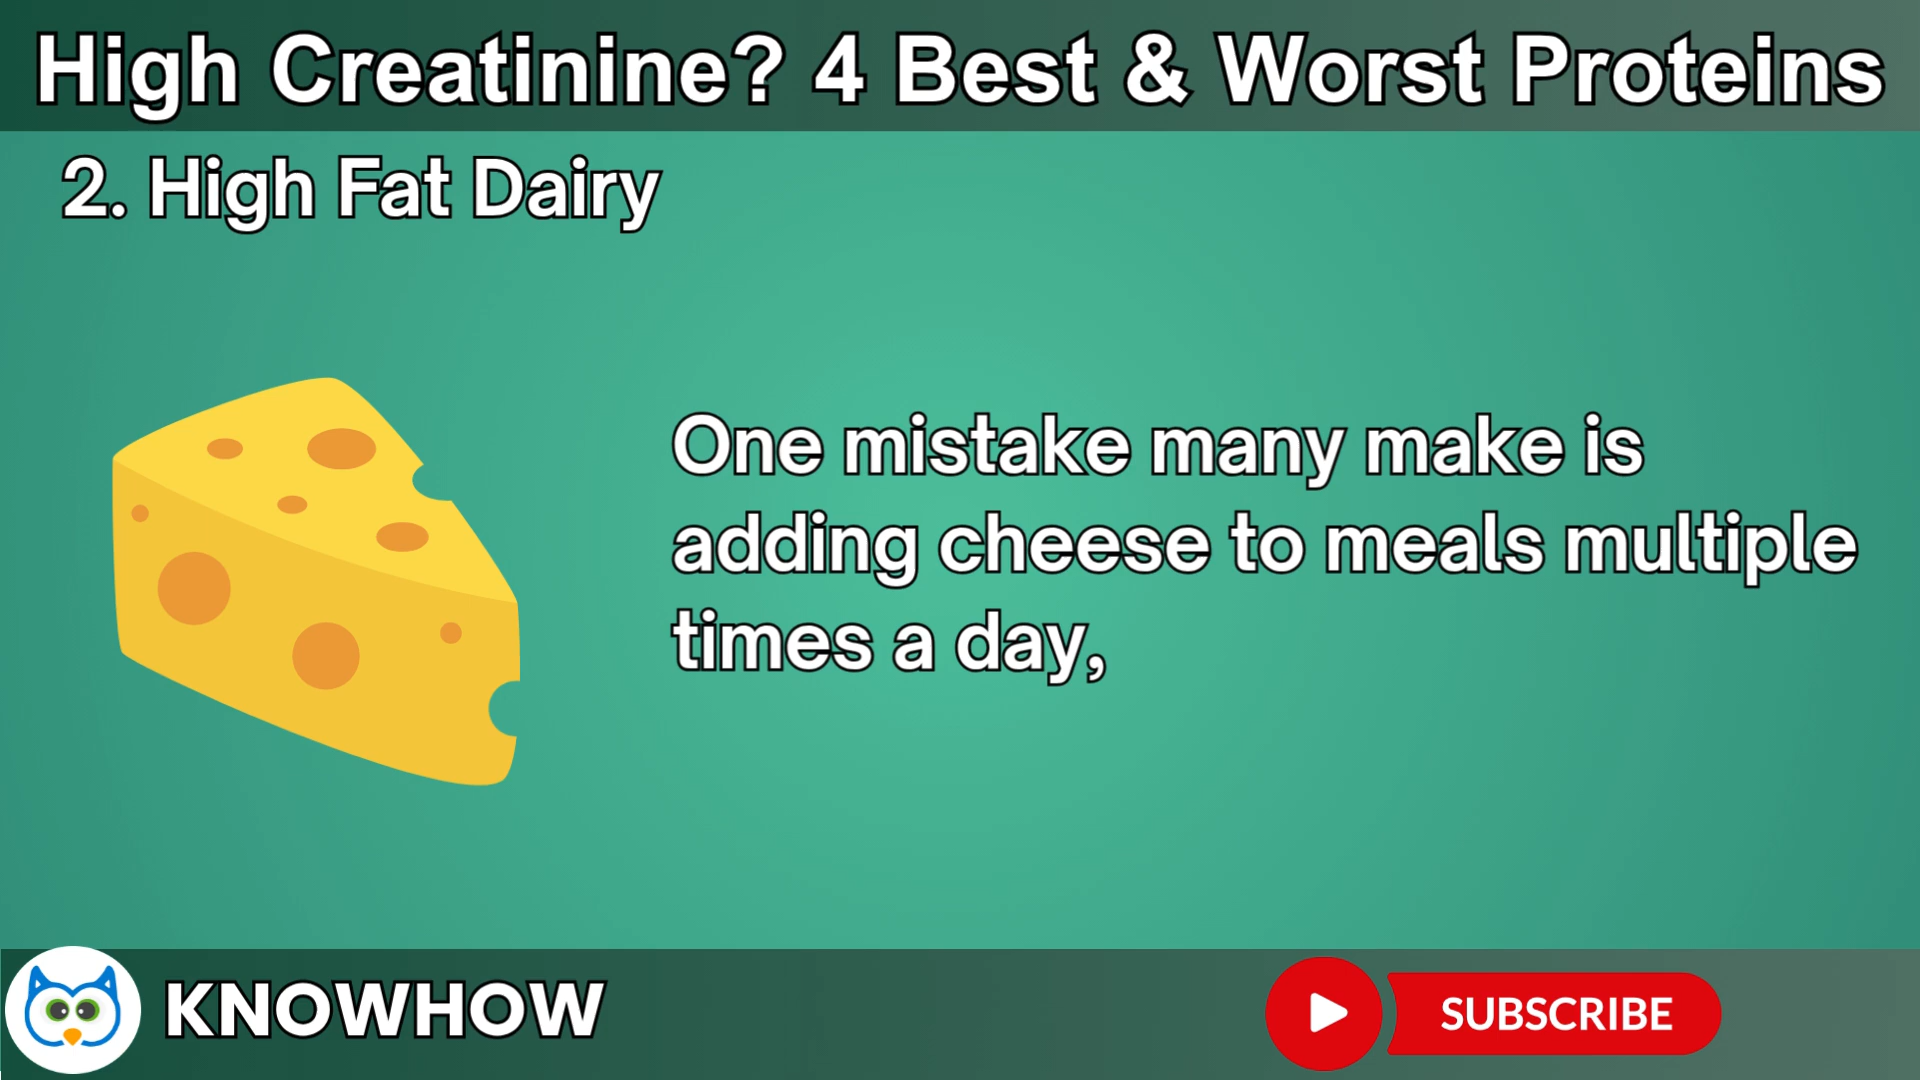 High Creatinine? 4 Best & Worst Proteins
2. High Fat Dairy
One mistake many make is
adding cheese to meals multiple
times a day,
KNOWHOW
SUBSCRIBE